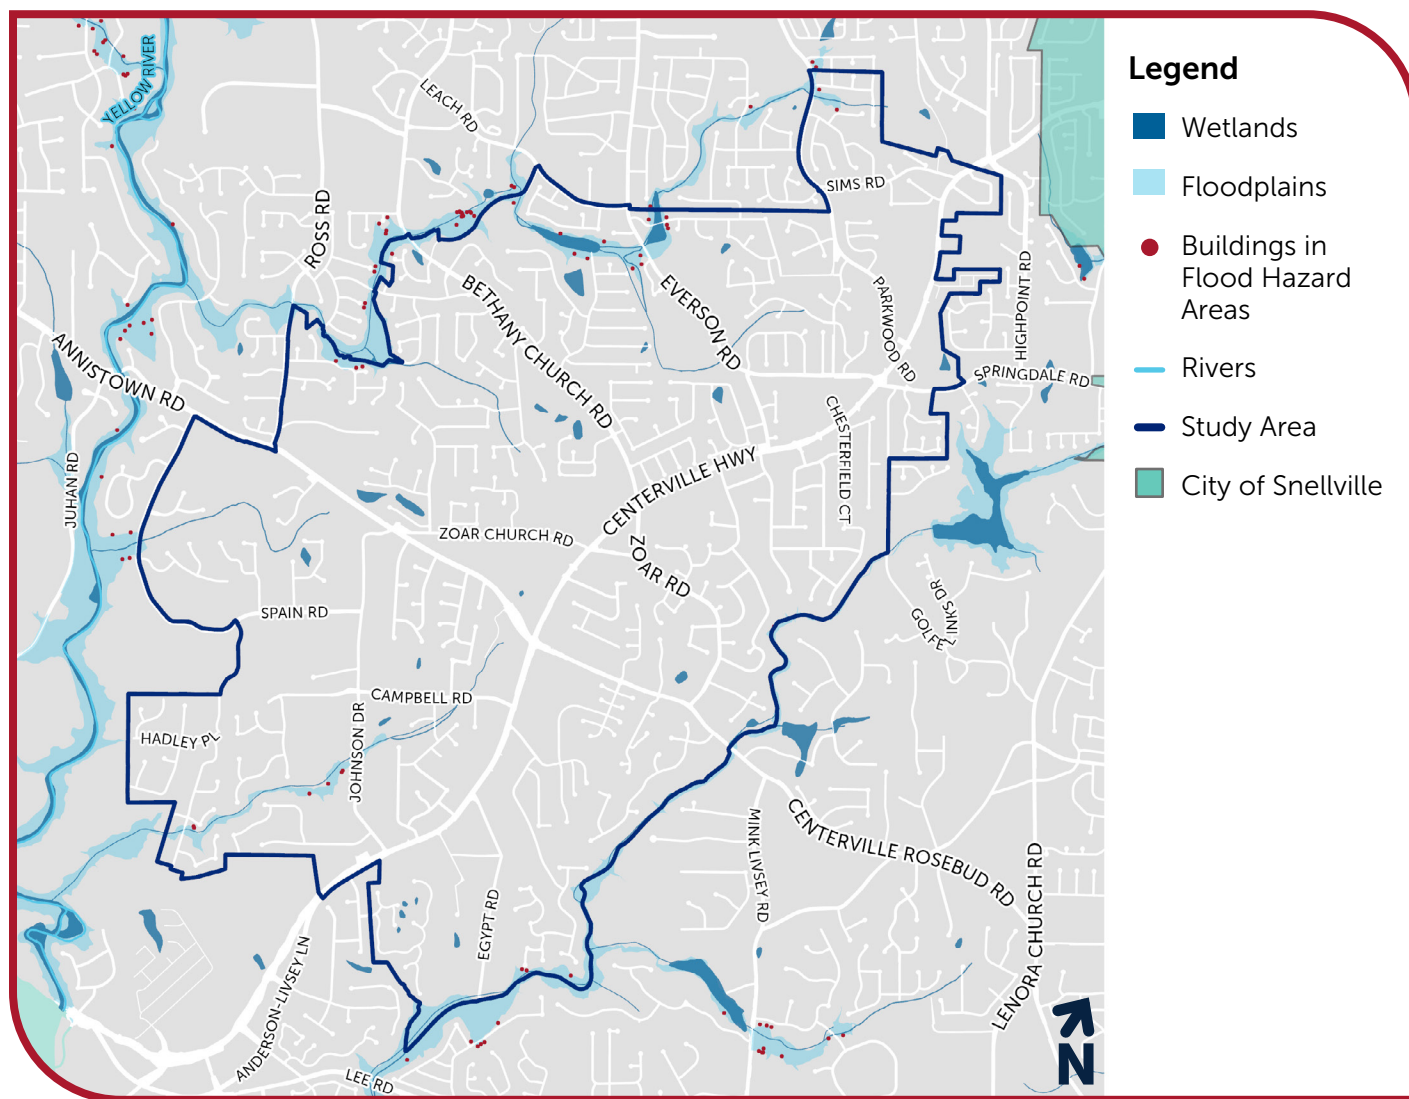 YELLOW RIVER
LEACH RD
ROSS RD
SIMS RD
BETHANY CHURCH RD
EVERSON RD
PARKWOOD RD
HIGHPOINT RD
SPRINGDALE RD
ANNISTOWN RD
JUHAN RD
CHESTERFIELD CT
CENTERVILLE HWY
ZOAR CHURCH RD
ZOAR RD
SPAIN RD
GOLFE LINKS DR
CAMPBELL RD
HADLEY PL
JOHNSON DR
MINK LIVSEY RD
CENTERVILLE ROSEBUD RD
LENORA CHURCH RD
EGYPT RD
ANDERSON-LIVSEY LN
LEE RD
N
Legend
Wetlands
Floodplains
Buildings in
Flood Hazard
Areas
Rivers
Study Area
City of Snellville